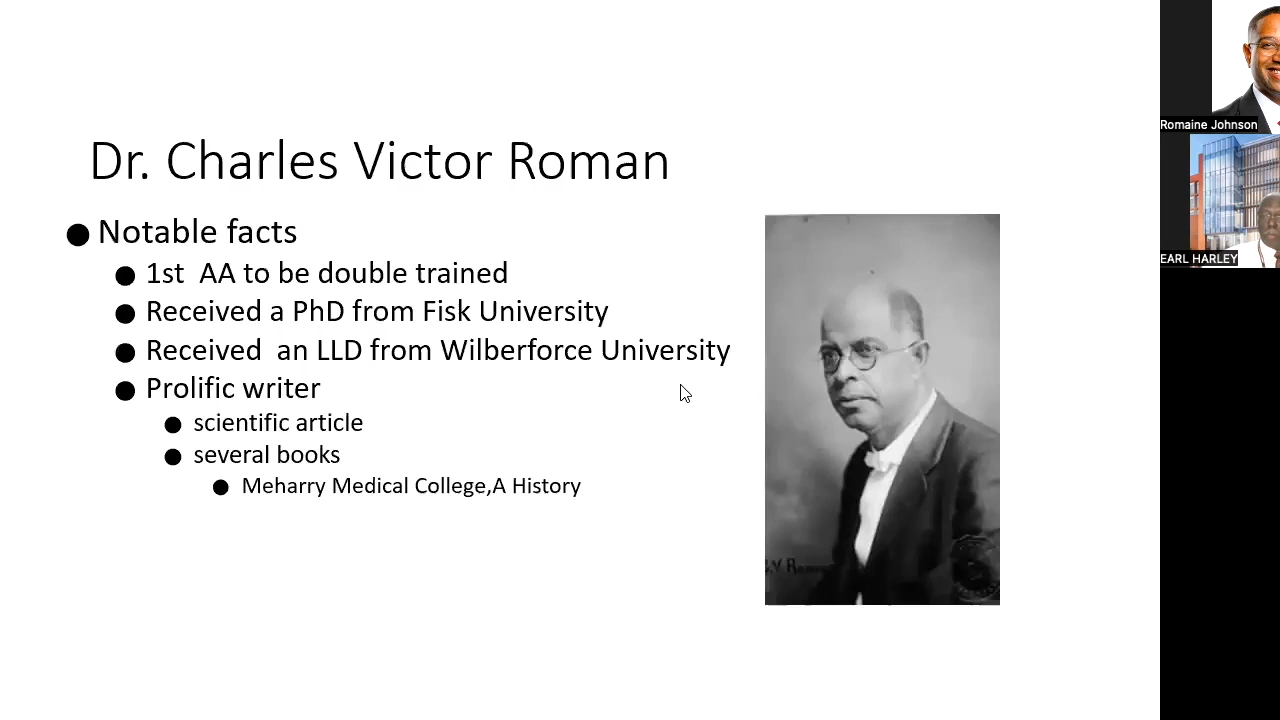 Dr. Charles Victor Roman
Notable facts
1st  AA to be double trained
Received a PhD from Fisk University
Received  an LLD from Wilberforce University
Prolific writer
scientific article
several books
Meharry Medical College,A History
Romaine Johnson
EARL HARLEY